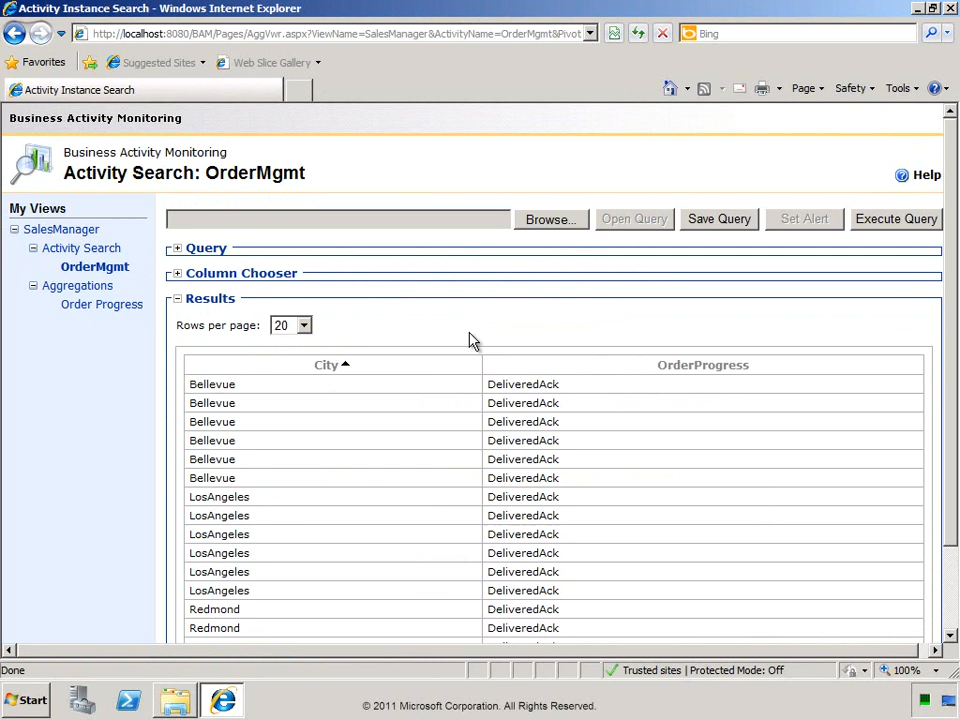 Activity Instance Search - Windows Internet Explorer
http://localhost:8080/BAM/Pages/AggVwr.aspx?ViewName=SalesManager&ActivityName=OrderMgmt&Pivot
Bing
Favorites
Suggested Sites
Web Slice Gallery
Activity Instance Search
Page
Safety
Tools
Business Activity Monitoring
Business Activity Monitoring
Activity Search: OrderMgmt
Help
My Views
SalesManager
Activity Search
OrderMgmt
Aggregations
Order Progress
Browse...
Open Query
Save Query
Set Alert
Execute Query
Query
Column Chooser
Results
Rows per page: 20
City OrderProgress
Bellevue DeliveredAck
Bellevue DeliveredAck
Bellevue DeliveredAck
Bellevue DeliveredAck
Bellevue DeliveredAck
Bellevue DeliveredAck
LosAngeles DeliveredAck
LosAngeles DeliveredAck
LosAngeles DeliveredAck
LosAngeles DeliveredAck
LosAngeles DeliveredAck
LosAngeles DeliveredAck
Redmond DeliveredAck
Redmond DeliveredAck
Done
Trusted sites | Protected Mode: Off
100%
Start
© 2011 Microsoft Corporation. All Rights Reserved.